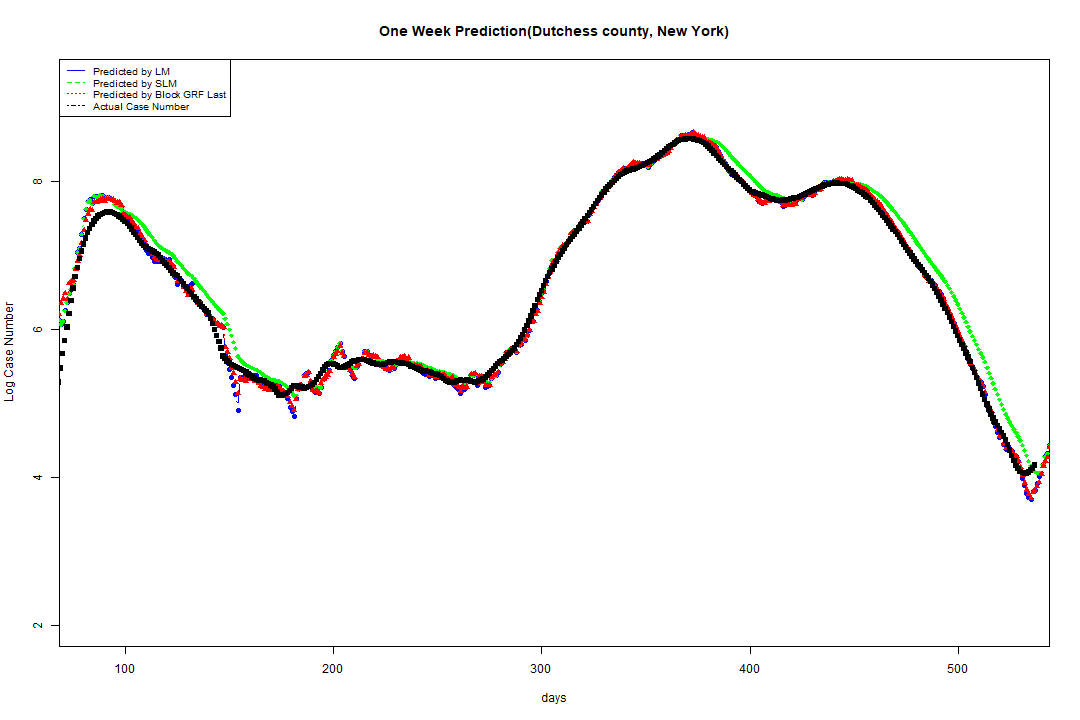 One Week Prediction(Dutchess county, New York)
Predicted by LM
Predicted by SLM
Predicted by Block GRF Last
Actual Case Number
Log Case Number
8
6
4
2
100 200 300 400 500
days